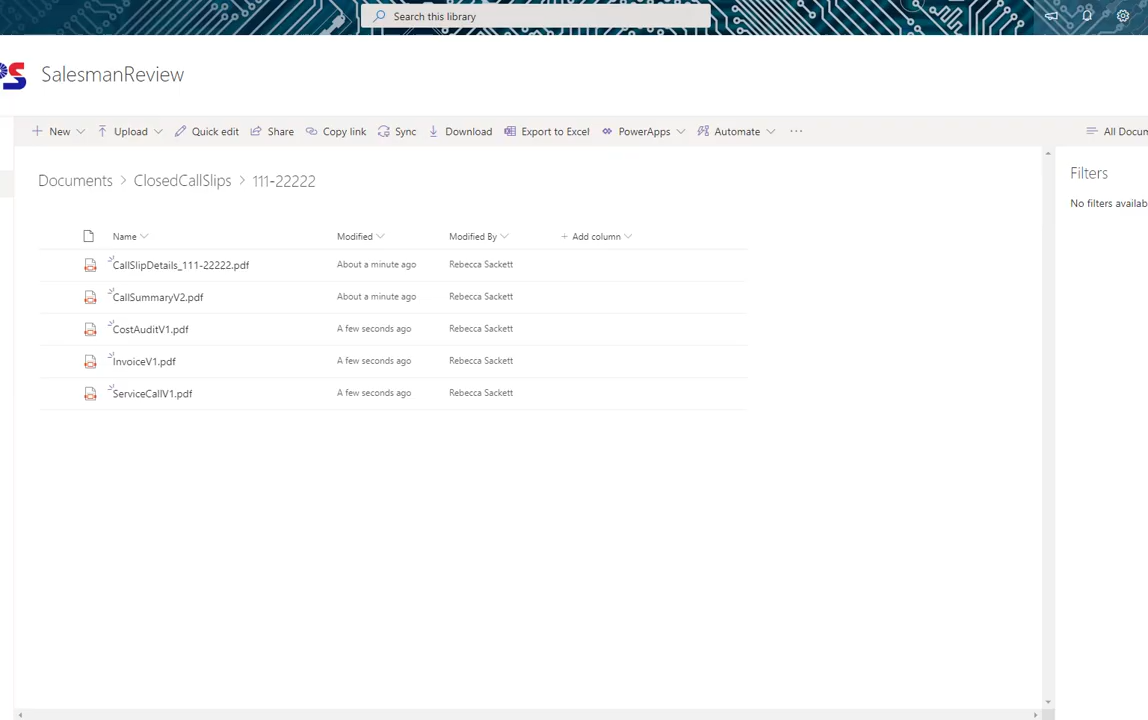 Search this library
S
SalesmanReview
New Upload Quick edit Share Copy link Sync Download Export to Excel PowerApps Automate ··· All Docum
Documents > ClosedCallSlips > 111-22222
Filters
No filters availab
Name Modified Modified By + Add column
CallSlipDetails_111-22222.pdf About a minute ago Rebecca Sackett
CallSummaryV2.pdf About a minute ago Rebecca Sackett
CostAuditV1.pdf A few seconds ago Rebecca Sackett
InvoiceV1.pdf A few seconds ago Rebecca Sackett
ServiceCallV1.pdf A few seconds ago Rebecca Sackett